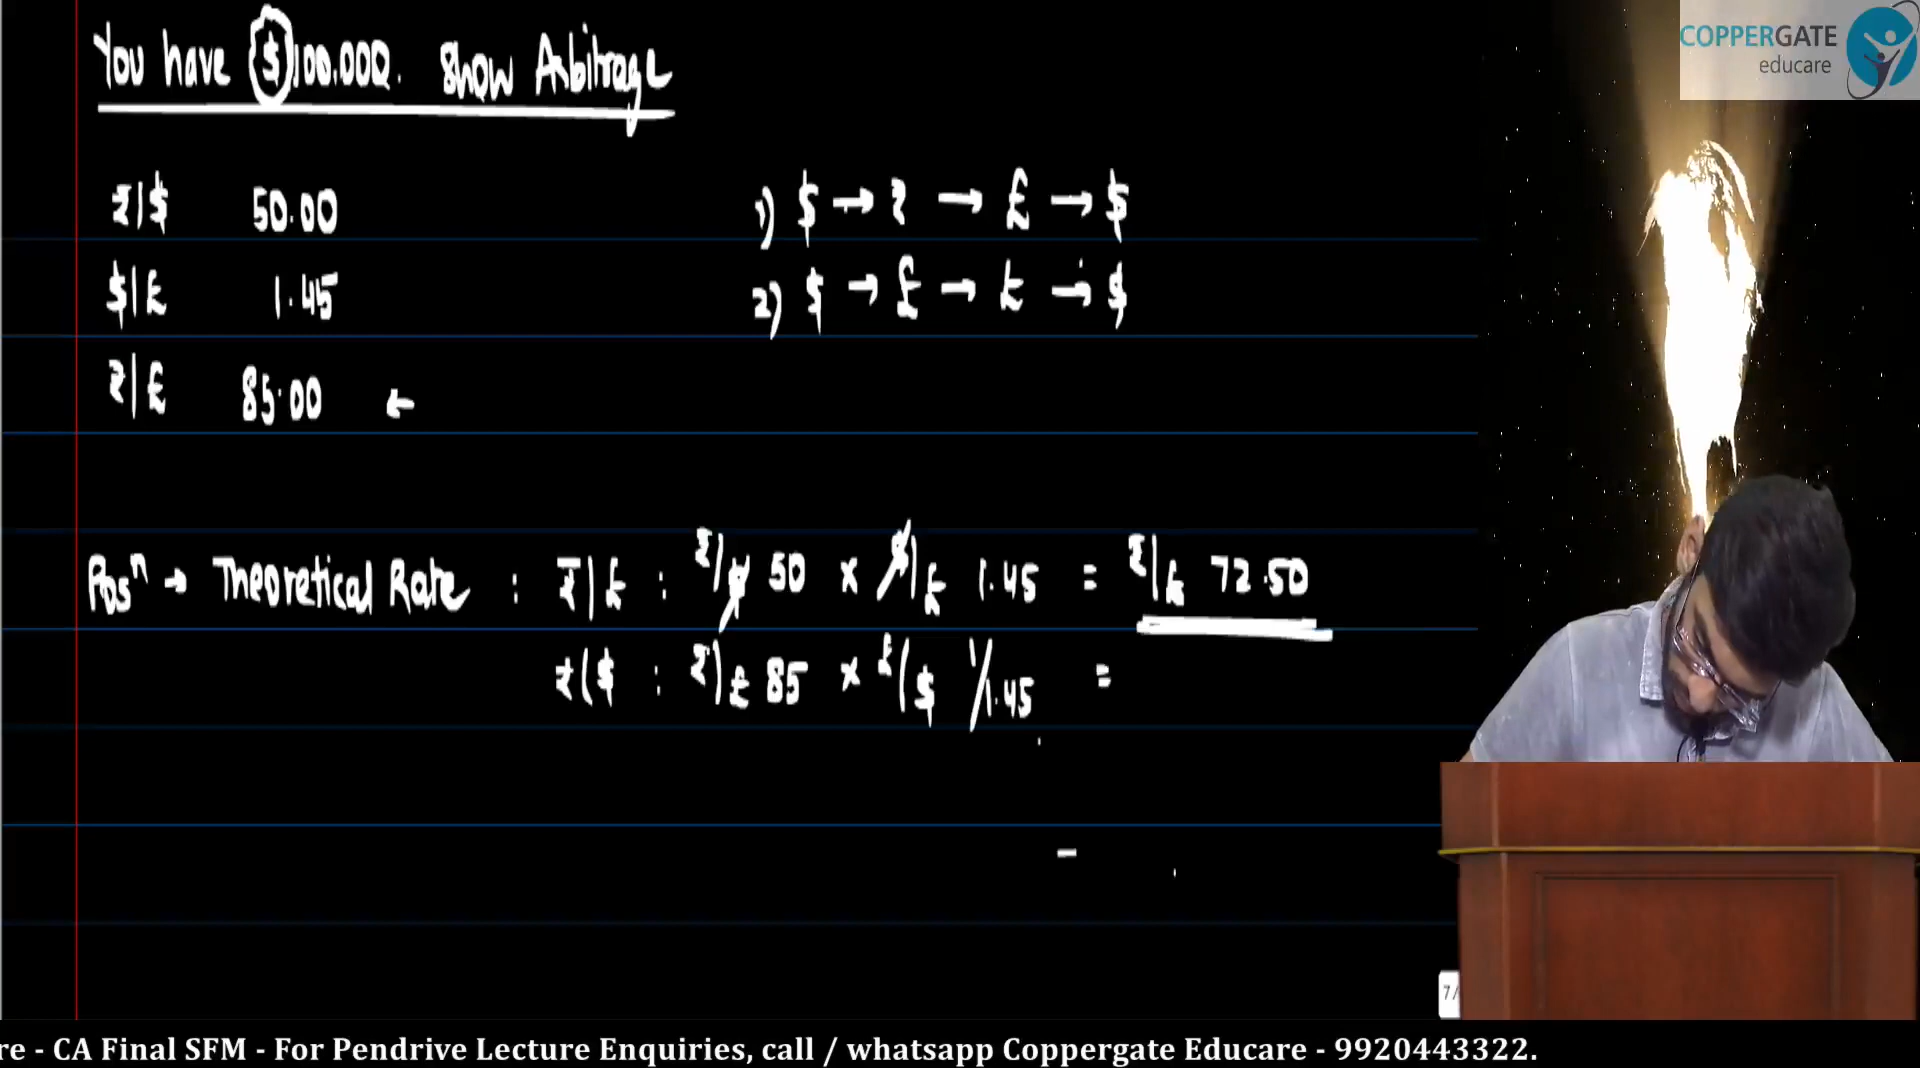 You have $100,000. Show Arbitrage
₹|$ 50.00
$|£ 1.45
₹|£ 85.00 ←
1) $ → ₹ → £ → $
2) $ → £ → ₹ → $
Posⁿ → Theoretical Rate : ₹|£ : ₹/$ 50 × $/£ 1.45 = ₹/£ 72.50
₹/$ : ₹/£ 85 × £/$ 1/1.45 =
COPPERGATE
educare
7/
re - CA Final SFM - For Pendrive Lecture Enquiries, call / whatsapp Coppergate Educare - 9920443322.